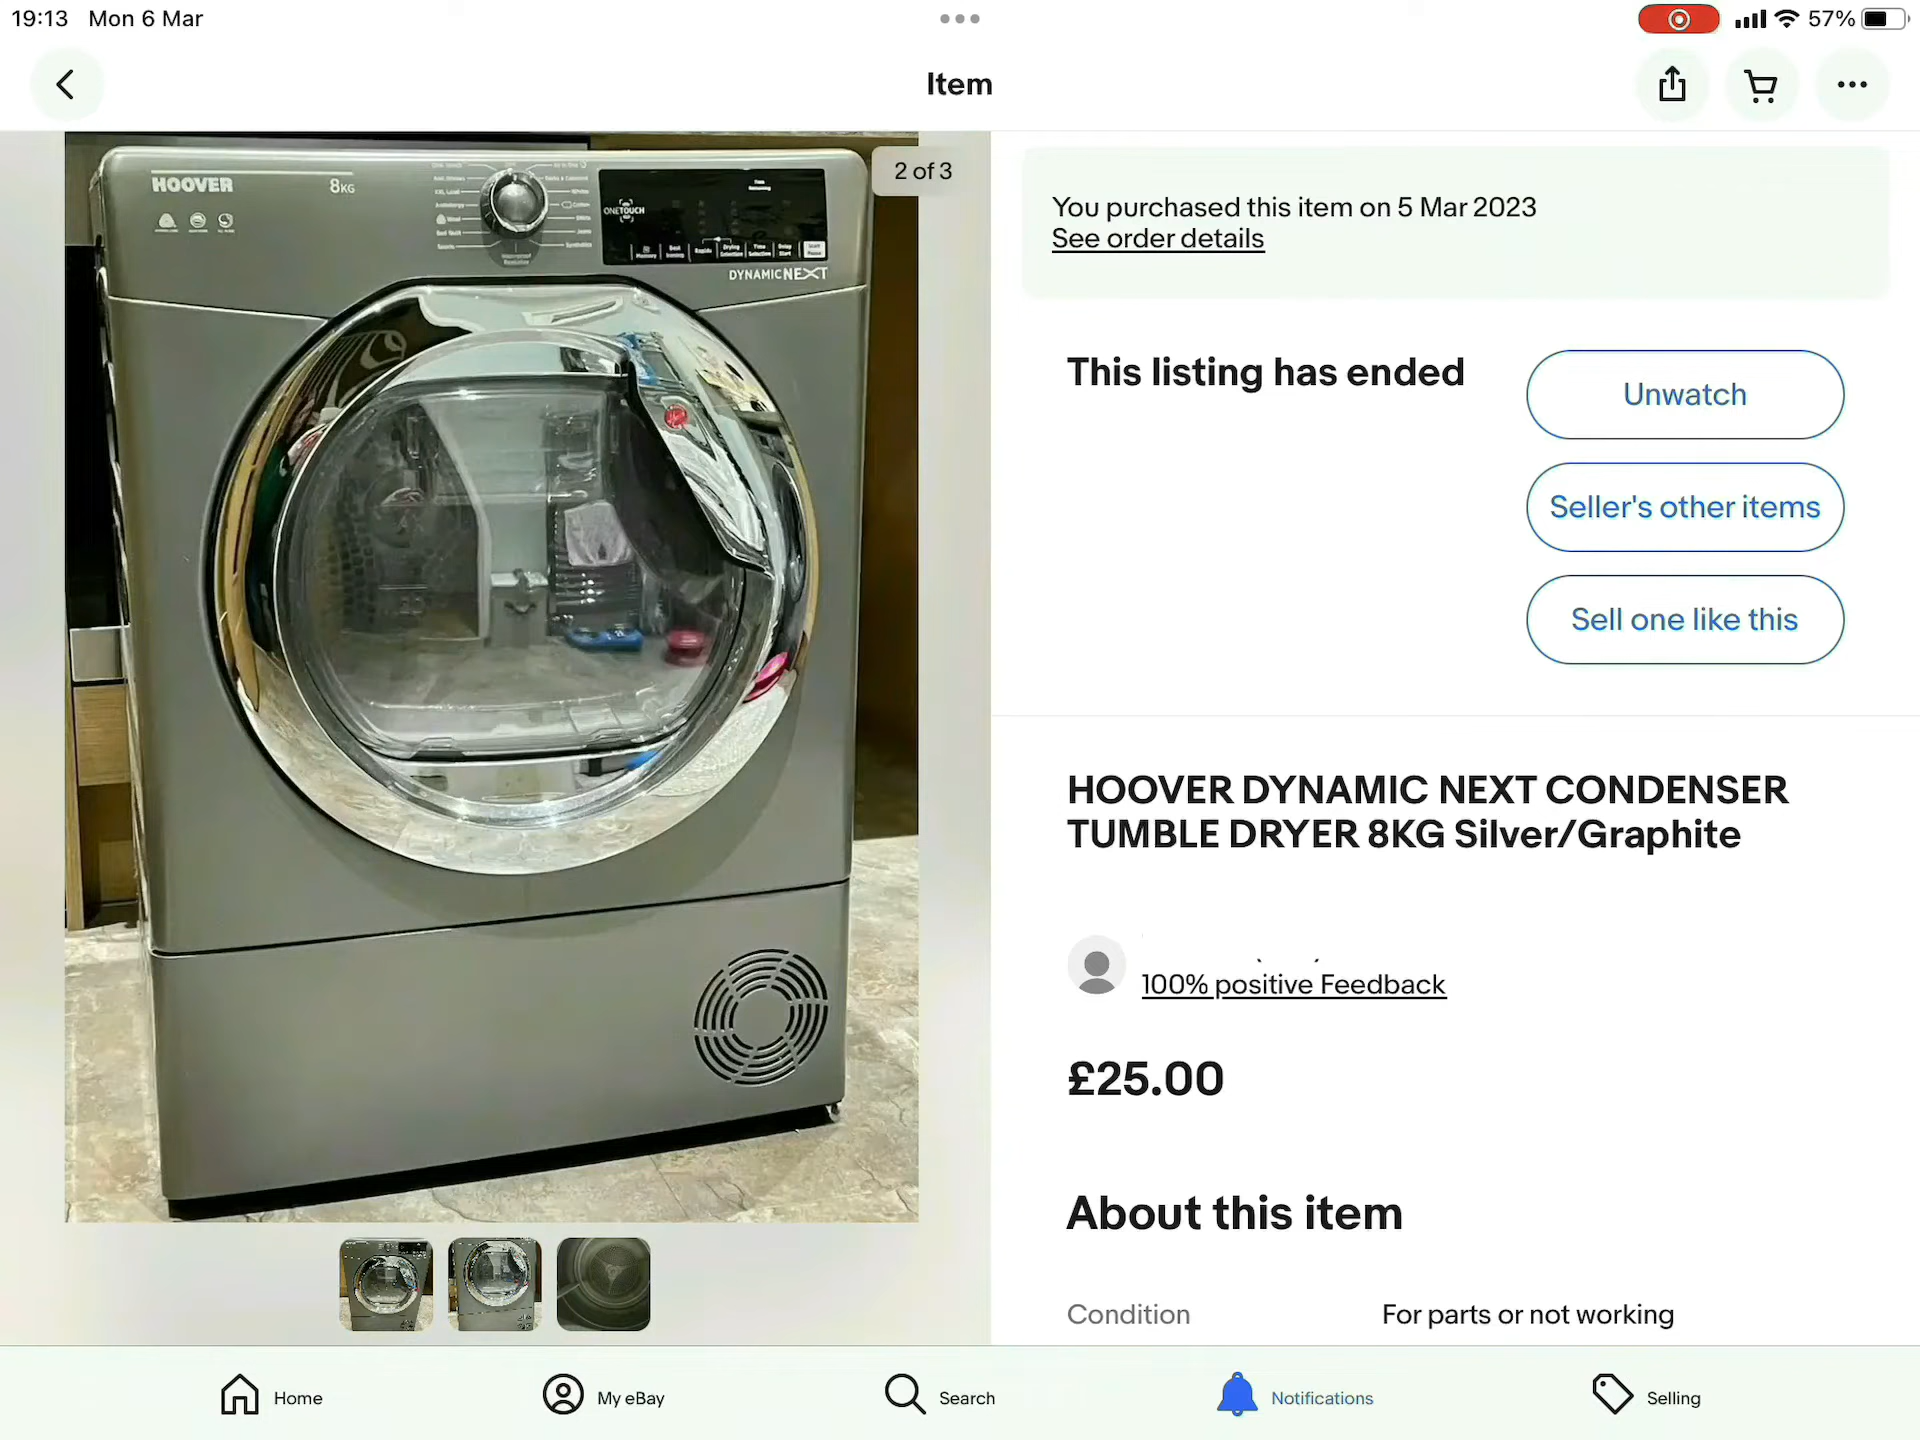 19:13 Mon 6 Mar
57%
Item
2 of 3
HOOVER
8KG
ONETOUCH
DYNAMICNEXT
You purchased this item on 5 Mar 2023
See order details
This listing has ended
Unwatch
Seller's other items
Sell one like this
HOOVER DYNAMIC NEXT CONDENSER
TUMBLE DRYER 8KG Silver/Graphite
100% positive Feedback
£25.00
About this item
Condition
For parts or not working
Home
My eBay
Search
Notifications
Selling